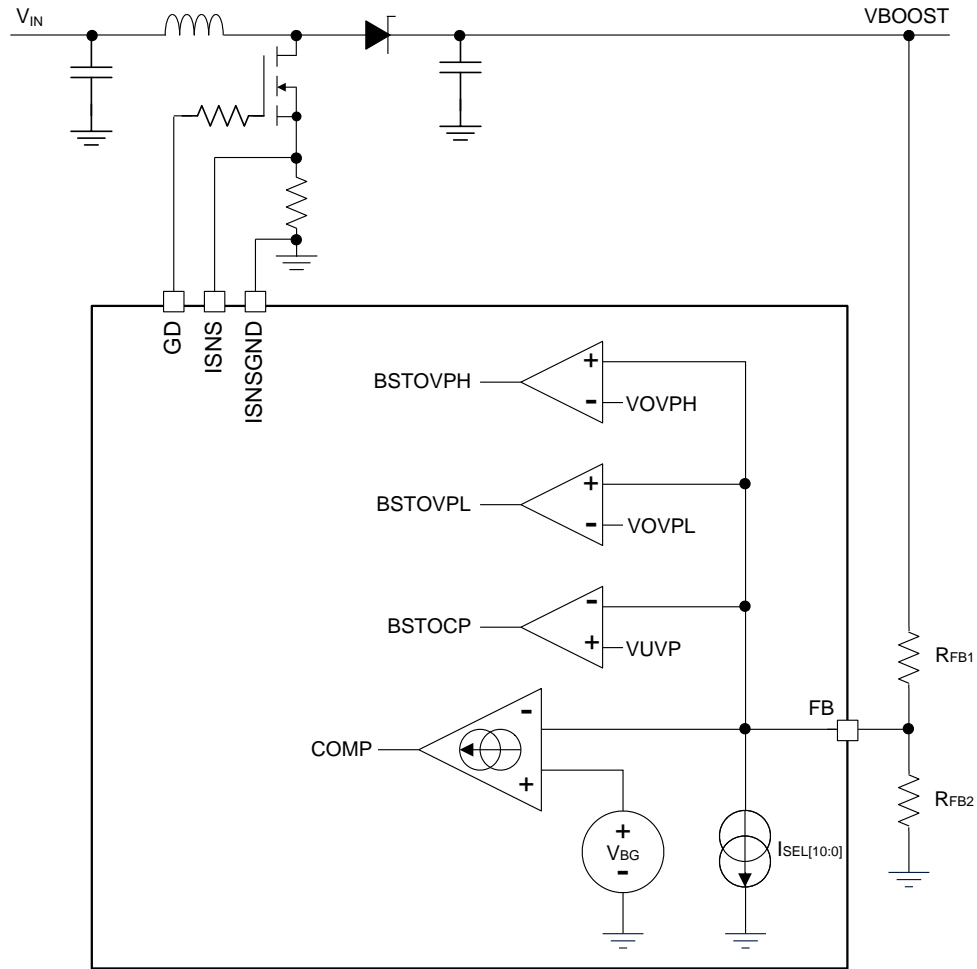 VIN
VBOOST
GD
ISNS
ISNSGND
+
BSTOVPH
-
VOVPH
+
BSTOVPL
-
VOVPL
-
BSTOCP
+
VUVP
RFB1
FB
-
COMP
+
RFB2
+
VBG
-
ISEL[10:0]